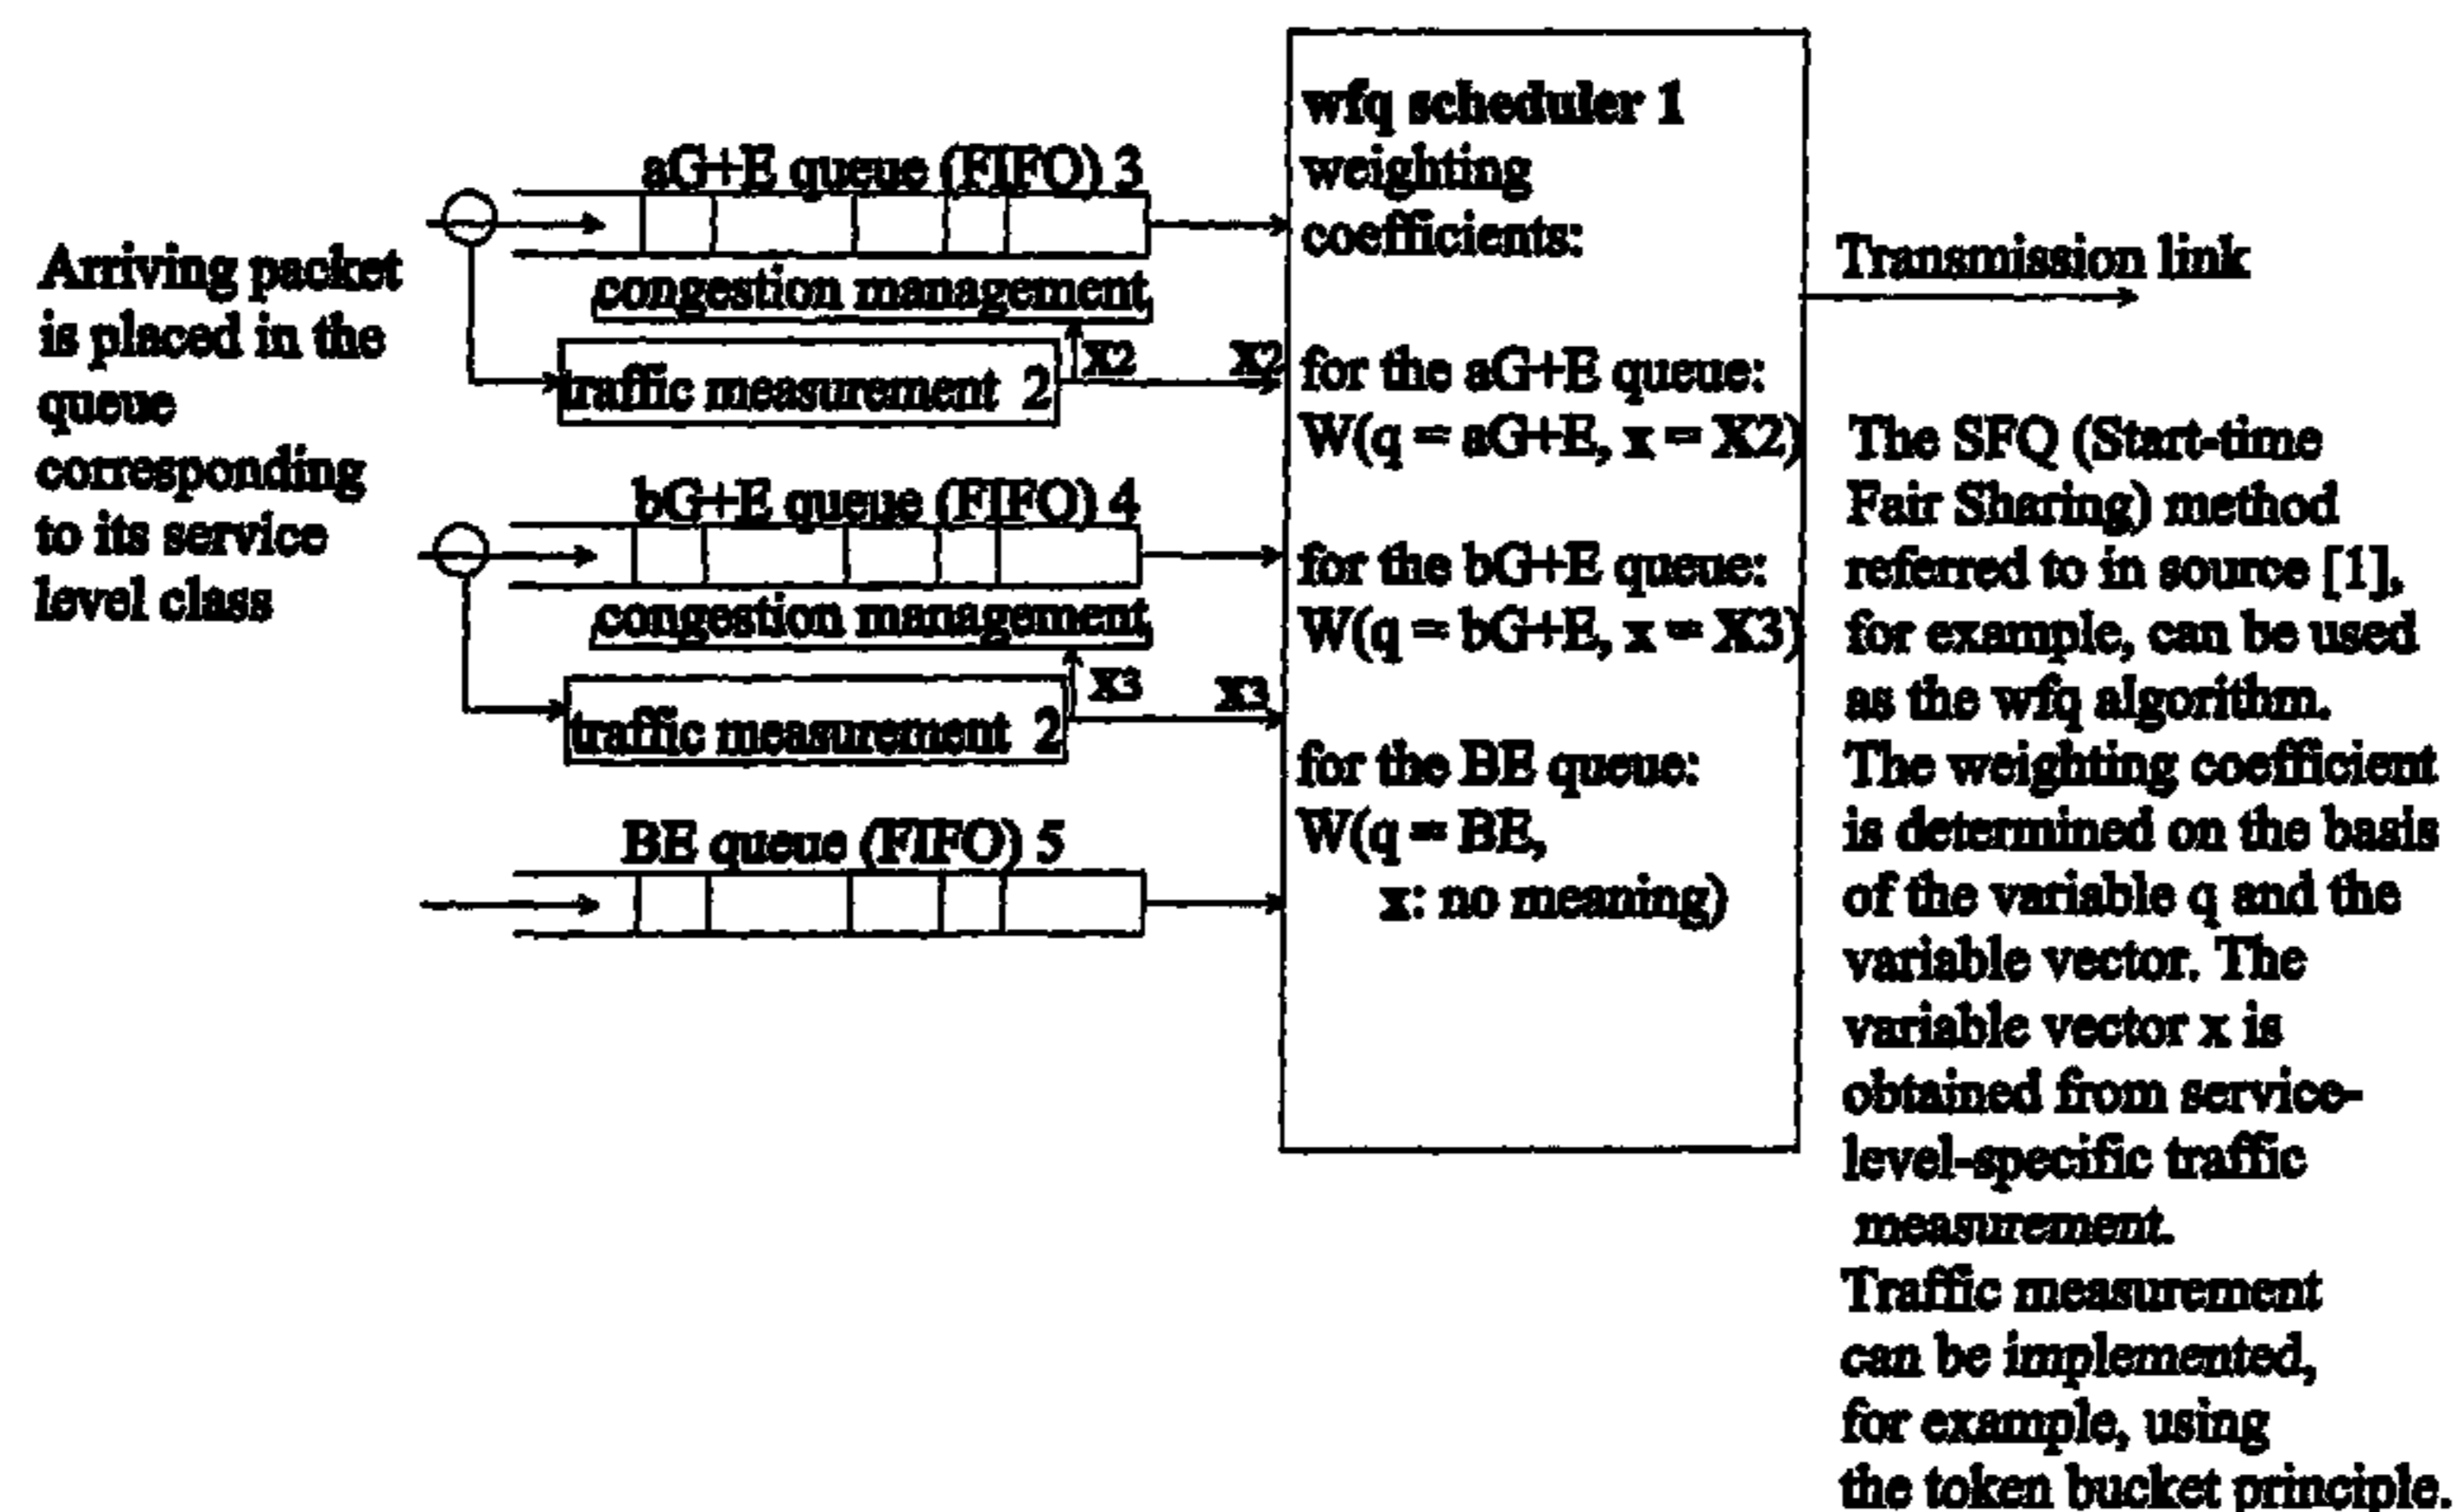 Arriving packet
is placed in the
queue
corresponding
to its service
level class
aG+E queue (FIFO) 3
congestion management
X2
X2
traffic measurement 2
bG+E queue (FIFO) 4
congestion management
X3
X3
traffic measurement 2
BE queue (FIFO) 5
wfq scheduler 1
weighting
coefficients:
for the aG+E queue:
W(q = aG+E, x = X2)
for the bG+E queue:
W(q = bG+E, x = X3)
for the BE queue:
W(q = BE,
x: no meaning)
Transmission link
The SFQ (Start-time
Fair Sharing) method
referred to in source [1],
for example, can be used
as the wfq algorithm.
The weighting coefficient
is determined on the basis
of the variable q and the
variable vector. The
variable vector x is
obtained from service-
level-specific traffic
measurement.
Traffic measurement
can be implemented,
for example, using
the token bucket principle.